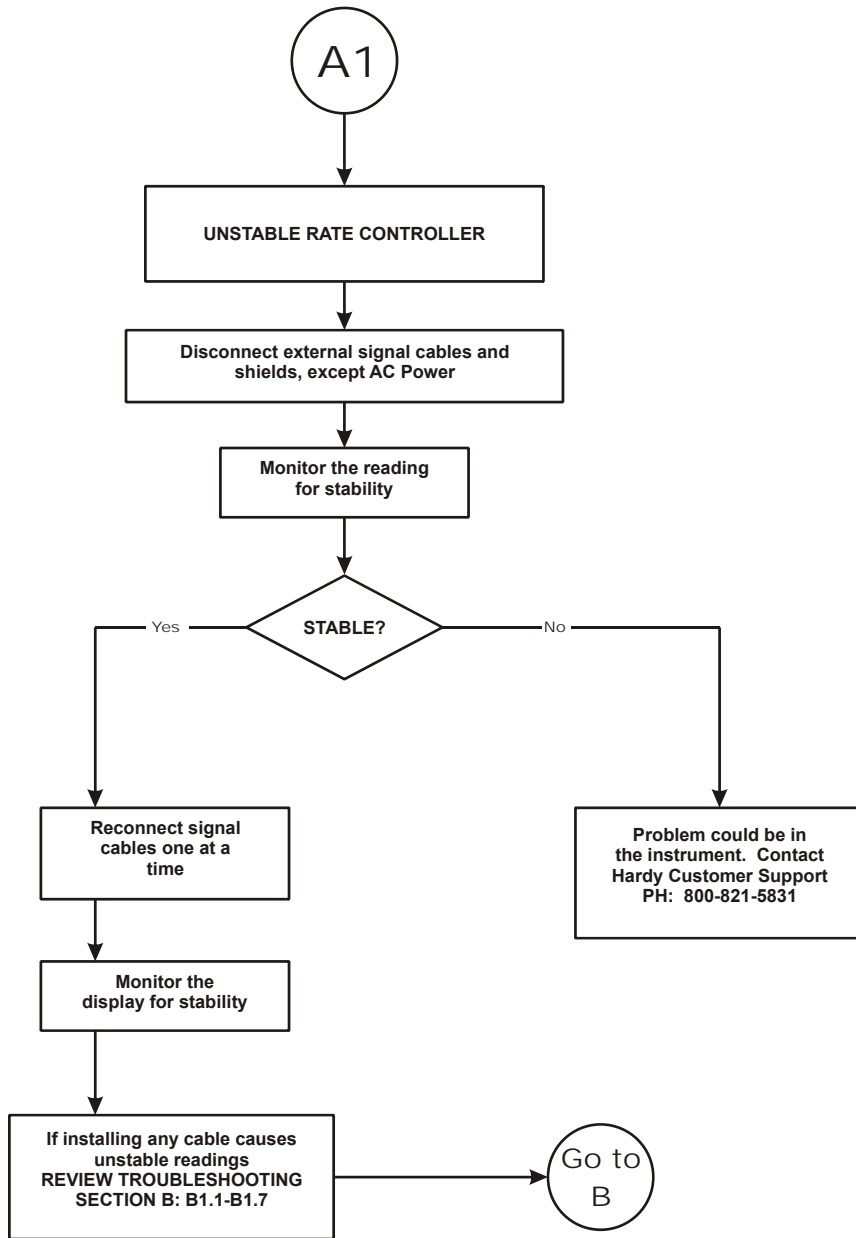 A1
UNSTABLE RATE CONTROLLER
Disconnect external signal cables and
shields, except AC Power
Monitor the reading
for stability
STABLE?
Yes
No
Reconnect signal
cables one at a
time
Problem could be in
the instrument. Contact
Hardy Customer Support
PH: 800-821-5831
Monitor the
display for stability
If installing any cable causes
unstable readings
REVIEW TROUBLESHOOTING
SECTION B: B1.1-B1.7
Go to
B